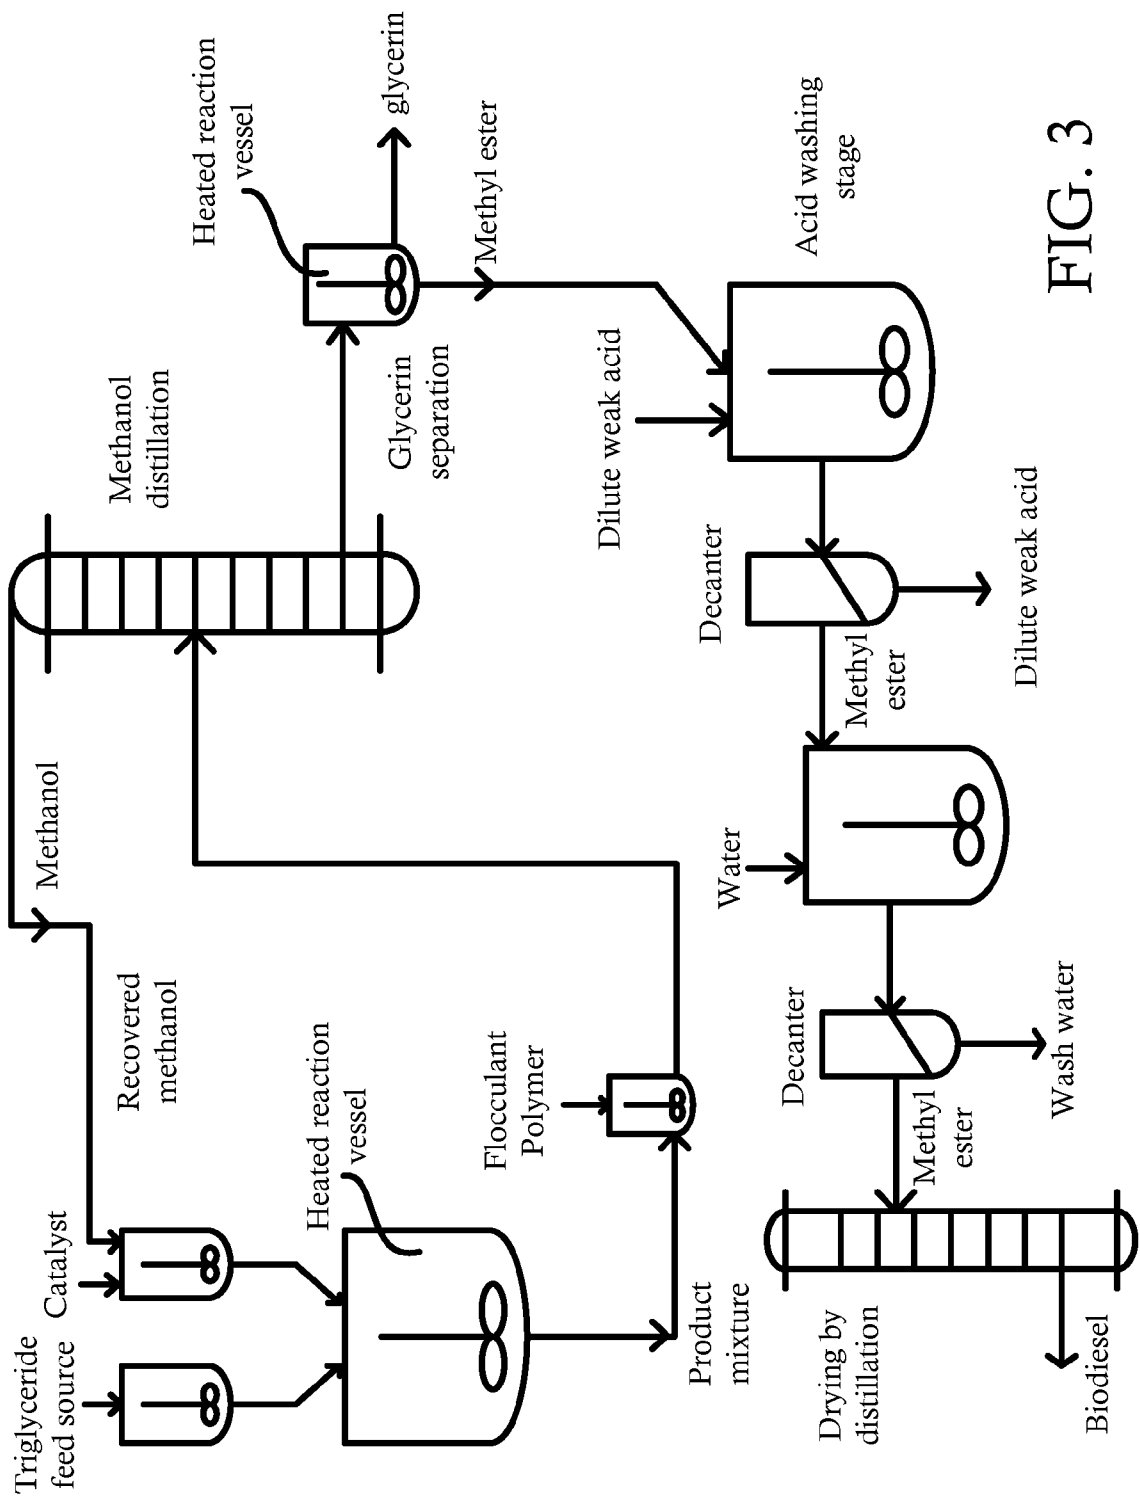 Triglyceride
feed source
Catalyst
Recovered
methanol
Methanol
Methanol
distillation
Heated reaction
vessel
glycerin
Glycerin
separation
Methyl ester
Heated reaction
vessel
Flocculant
Polymer
Product
mixture
Dilute weak acid
Acid washing
stage
Decanter
Dilute weak acid
Methyl
ester
Water
Decanter
Wash water
Methyl
ester
Drying by
distillation
Biodiesel
FIG. 3